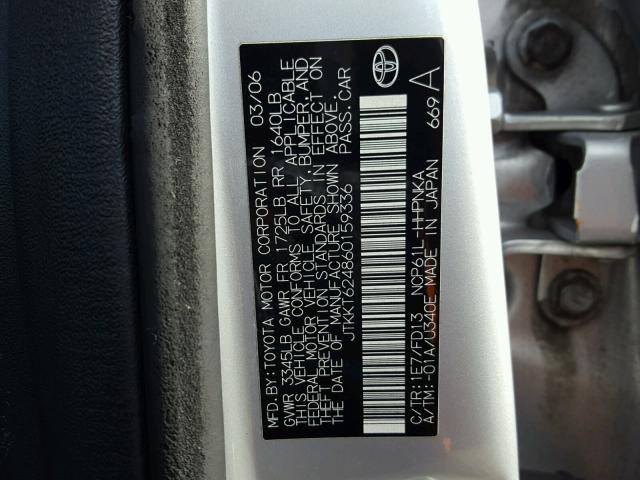 MFD.BY:TOYOTA MOTOR CORPORATION 03/06
GVWR 3345LB GAWR FR 1725LB RR 1640LB
THIS VEHICLE CONFORMS TO ALL APPLICABLE
FEDERAL MOTOR VEHICLE SAFETY, BUMPER, AND
THEFT PREVENTION STANDARDS IN EFFECT ON
THE DATE OF MANUFACTURE SHOWN ABOVE.
JTKKT624860159336 PASS.CAR
C/TR:1E7/FD13 NCP61L-HHPNKA
A/TM:-01A/U340E MADE IN JAPAN 669 A